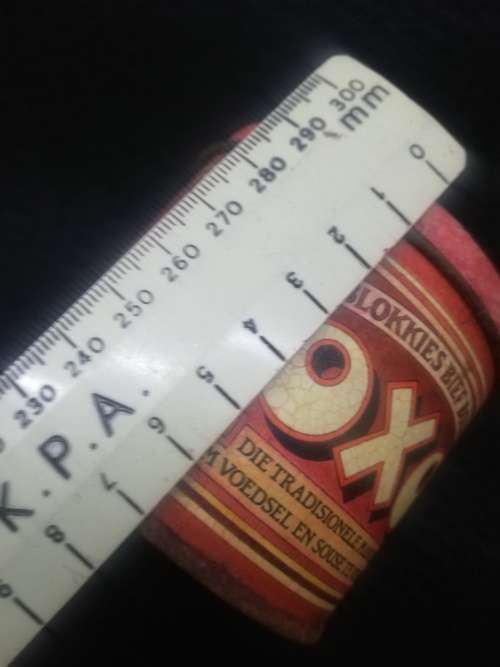 mm
300 290 280 270 260 250 240 230
0 1 2 3 4 5 6 7 8 9
K.P.A.
BLOKKIES
OXO
DIE TRADISIONELE
VOEDSEL EN SOUSE